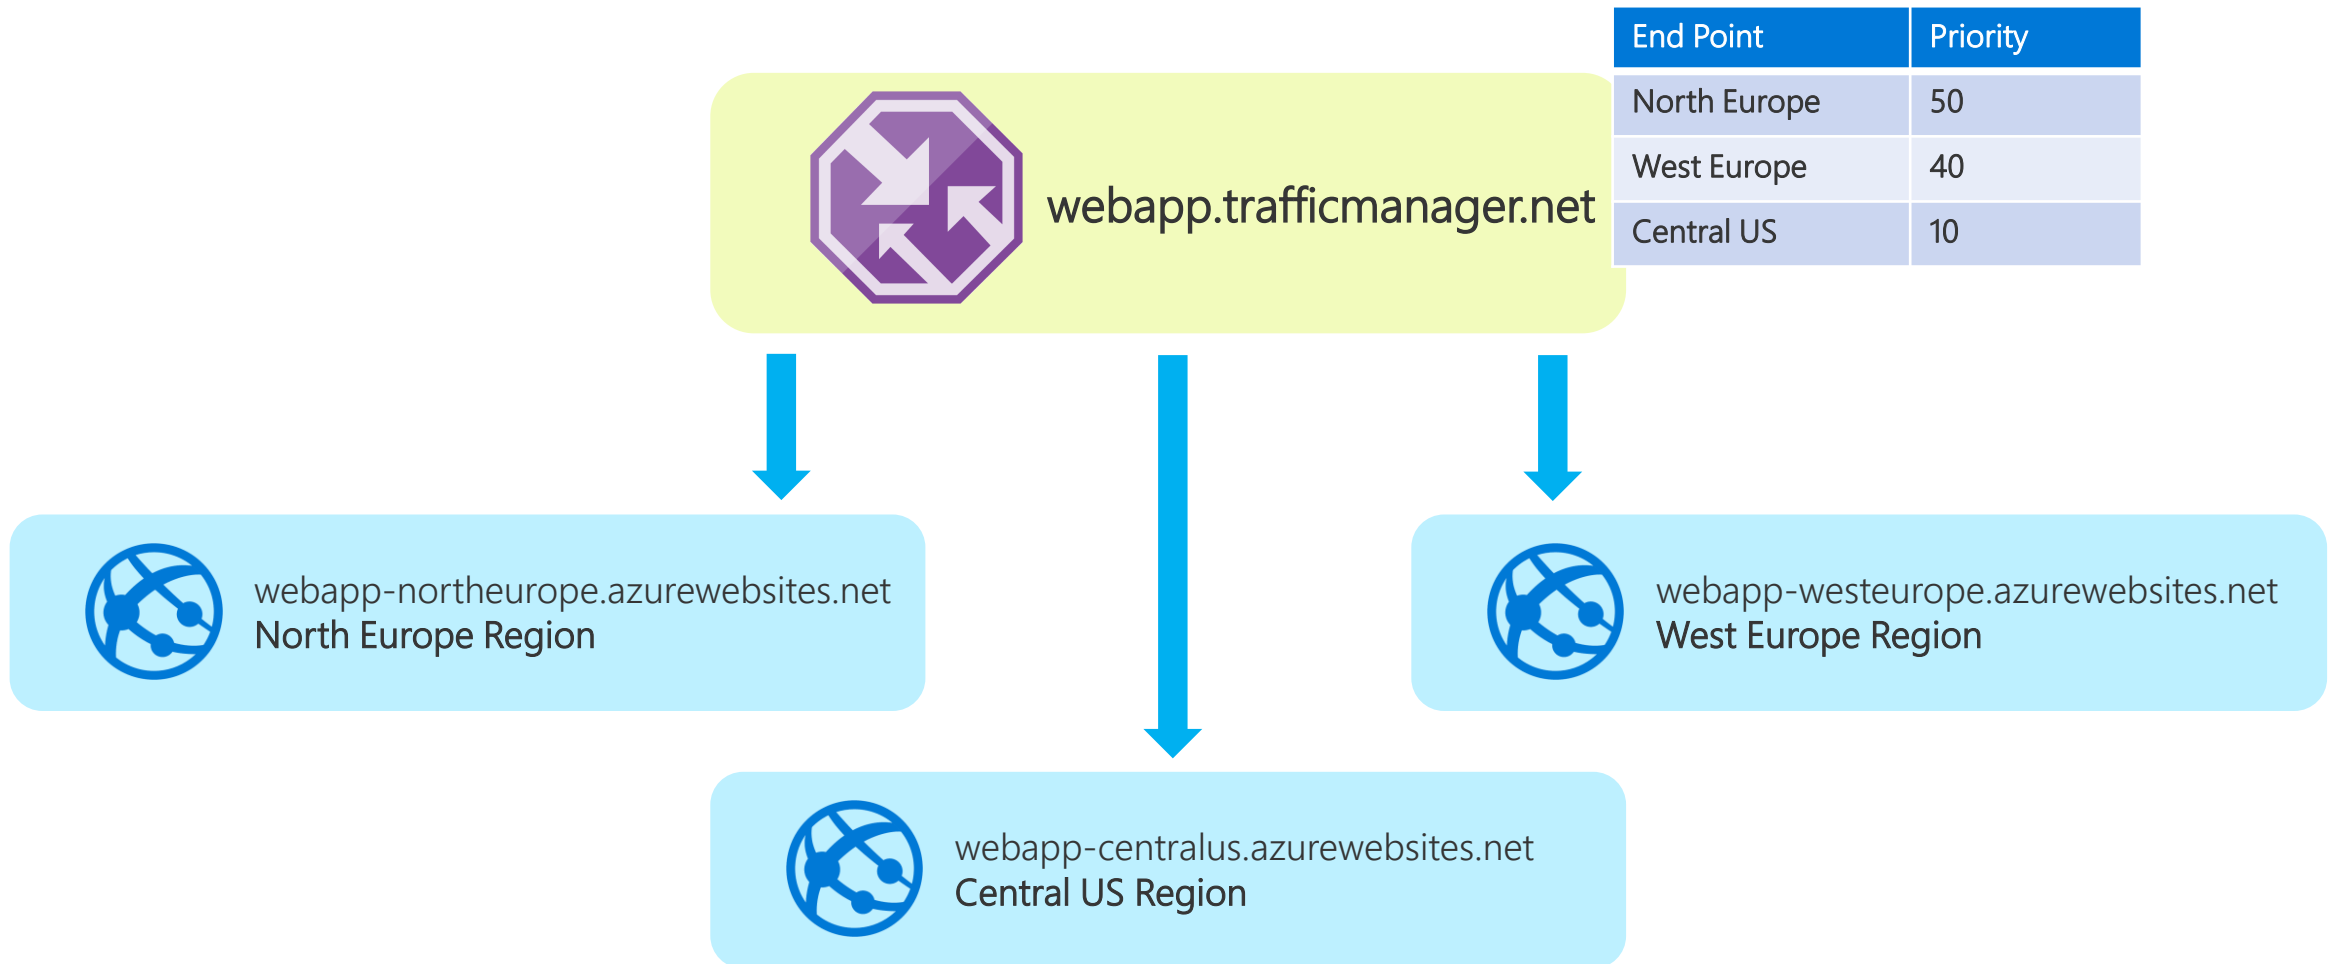 End Point Priority
North Europe 50
West Europe 40
Central US 10
webapp.trafficmanager.net
webapp-northeurope.azurewebsites.net
North Europe Region
webapp-westeurope.azurewebsites.net
West Europe Region
webapp-centralus.azurewebsites.net
Central US Region